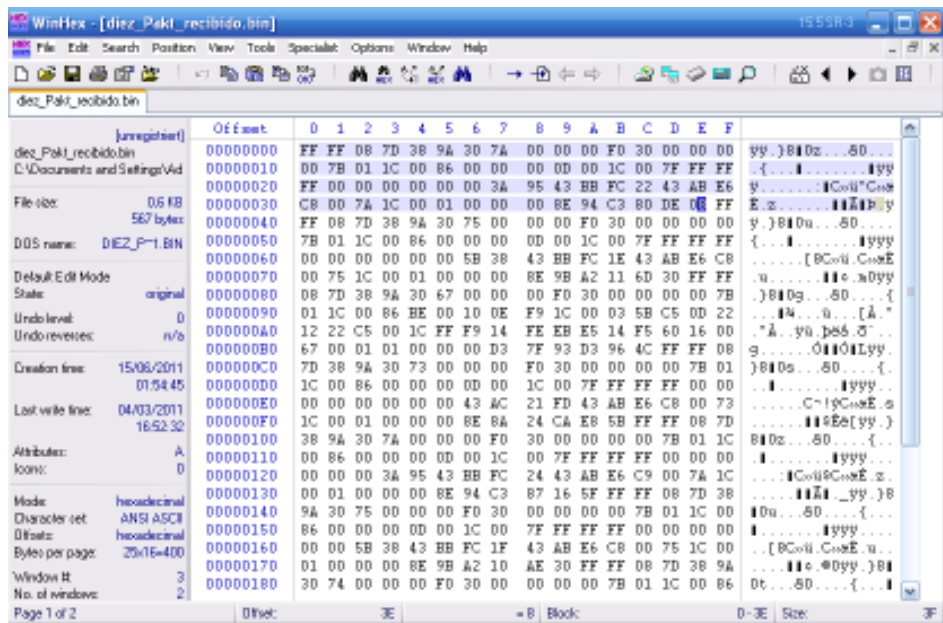 WinHex - [diez_Pakt_recibido.bin]
15.5 SR-3
File Edit Search Position View Tools Specialist Options Window Help
diez_Pakt_recibido.bin
[unregistriert]
diez_Pakt_recibido.bin
C:\Documents and Settings\Ad
File size: 0.6 KB
567 bytes
DOS name: DIEZ_P~1.BIN
Default Edit Mode
State: original
Undo level: 0
Undo reverses: n/a
Creation time: 15/06/2011
01:54:45
Last write time: 04/03/2011
16:52:32
Attributes: A
Icons: 0
Mode: hexadecimal
Character set: ANSI ASCII
Offsets: hexadecimal
Bytes per page: 25x16=400
Window #: 3
No. of windows: 2
Offset 0 1 2 3 4 5 6 7 8 9 A B C D E F
00000000 FF FF 08 7D 38 9A 30 7A 00 00 00 F0 30 00 00 00
00000010 00 7B 01 1C 00 86 00 00 00 0D 00 1C 00 7F FF FF
00000020 FF 00 00 00 00 00 00 3A 95 43 BB FC 22 43 AB E6
00000030 C8 00 7A 1C 00 01 00 00 00 8E 94 C3 80 DE 08 FF
00000040 FF 08 7D 38 9A 30 75 00 00 00 F0 30 00 00 00 00
00000050 7B 01 1C 00 86 00 00 00 0D 00 1C 00 7F FF FF FF
00000060 00 00 00 00 00 00 5B 38 43 BB FC 1E 43 AB E6 C8
00000070 00 75 1C 00 01 00 00 00 8E 9B A2 11 6D 30 FF FF
00000080 08 7D 38 9A 30 67 00 00 00 F0 30 00 00 00 00 7B
00000090 01 1C 00 86 BE 00 10 0E F9 1C 00 03 5B C5 0D 22
000000A0 12 22 C5 00 1C FF F9 14 FE EB E5 14 F5 60 16 00
000000B0 67 00 01 01 00 00 00 D3 7F 93 D3 96 4C FF FF 08
000000C0 7D 38 9A 30 73 00 00 00 F0 30 00 00 00 00 7B 01
000000D0 1C 00 86 00 00 00 0D 00 1C 00 7F FF FF FF 00 00
000000E0 00 00 00 00 00 00 43 AC 21 FD 43 AB E6 C8 00 73
000000F0 1C 00 01 00 00 00 8E 8A 24 CA E8 5B FF FF 08 7D
00000100 38 9A 30 7A 00 00 00 F0 30 00 00 00 00 7B 01 1C
00000110 00 86 00 00 00 0D 00 1C 00 7F FF FF FF 00 00 00
00000120 00 00 00 3A 95 43 BB FC 24 43 AB E6 C9 00 7A 1C
00000130 00 01 00 00 00 8E 94 C3 87 16 5F FF FF 08 7D 38
00000140 9A 30 75 00 00 00 F0 30 00 00 00 00 7B 01 1C 00
00000150 86 00 00 00 0D 00 1C 00 7F FF FF FF 00 00 00 00
00000160 00 00 5B 38 43 BB FC 1F 43 AB E6 C8 00 75 1C 00
00000170 01 00 00 00 8E 9B A2 10 AE 30 FF FF 08 7D 38 9A
00000180 30 74 00 00 00 F0 30 00 00 00 00 7B 01 1C 00 86
Page 1 of 2 Offset: 3E = 8 Block: 0 - 3E Size: 3F